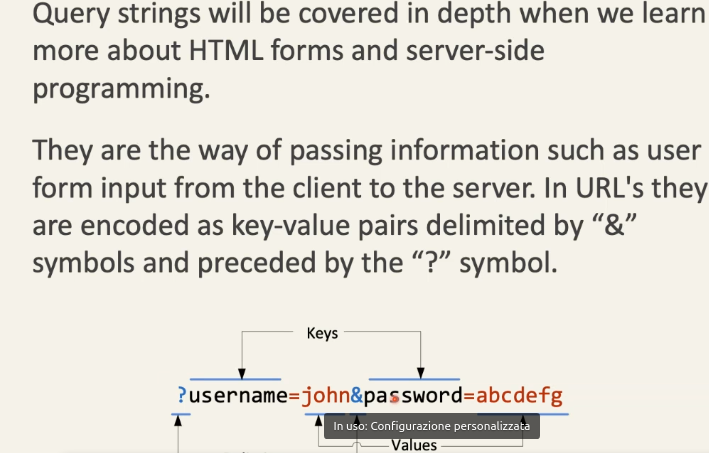 Query strings will be covered in depth when we learn
more about HTML forms and server-side
programming.
They are the way of passing information such as user
form input from the client to the server. In URL's they
are encoded as key-value pairs delimited by “&”
symbols and preceded by the “?” symbol.
Keys
?username=john&password=abcdefg
In uso: Configurazione personalizzata
Values